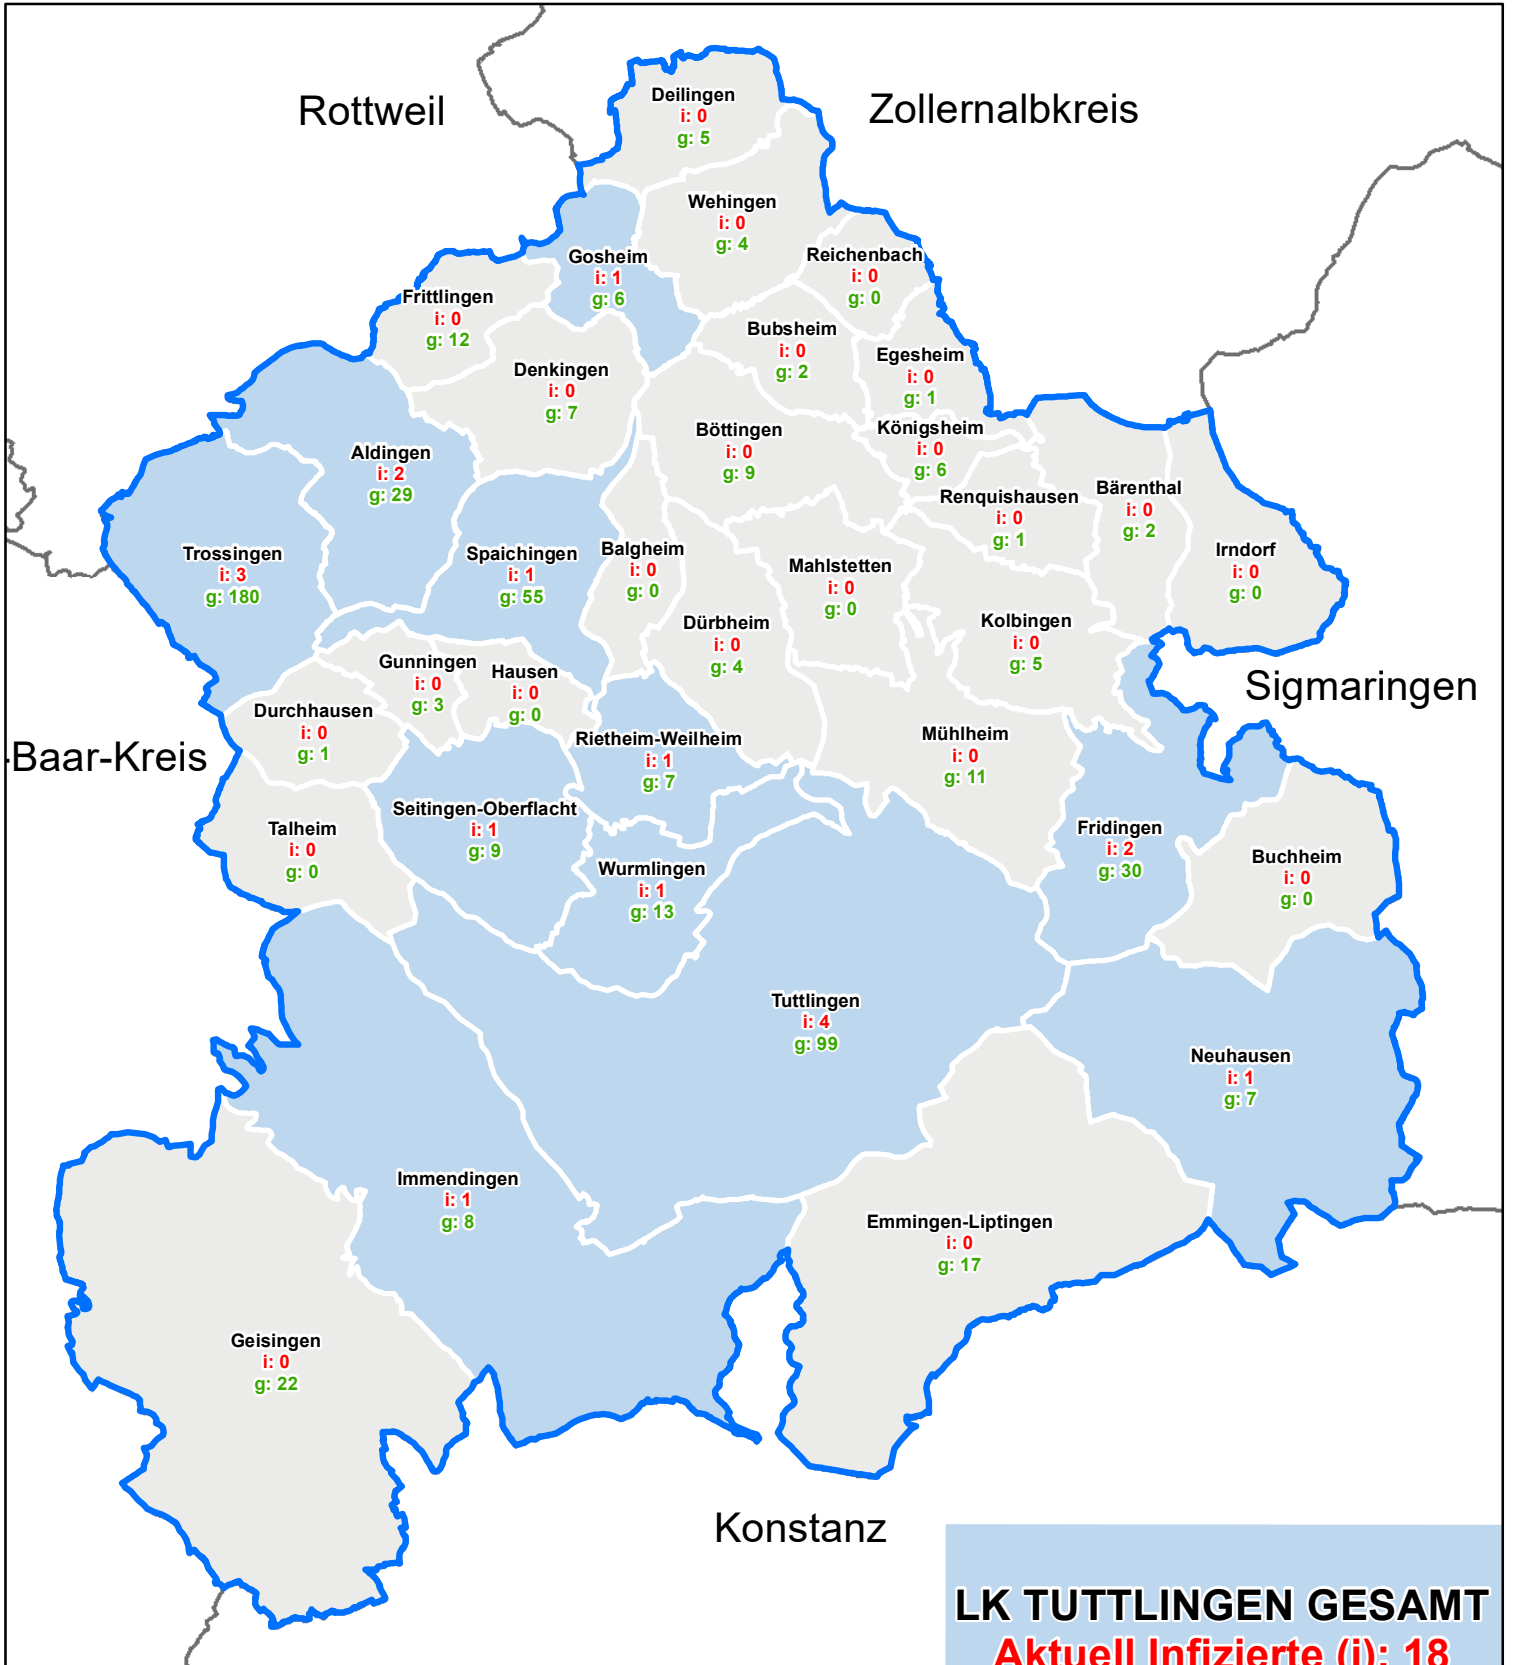 Rottweil
Zollernalbkreis
Deilingen
i: 0
g: 5
Wehingen
i: 0
g: 4
Gosheim
i: 1
g: 6
Reichenbach
i: 0
g: 0
Frittlingen
i: 0
g: 12
Bubsheim
i: 0
g: 2
Egesheim
i: 0
g: 1
Denkingen
i: 0
g: 7
Böttingen
i: 0
g: 9
Königsheim
i: 0
g: 6
Aldingen
i: 2
g: 29
Renquishausen
i: 0
g: 1
Bärenthal
i: 0
g: 2
Irndorf
i: 0
g: 0
Trossingen
i: 3
g: 180
Spaichingen
i: 1
g: 55
Balgheim
i: 0
g: 0
Mahlstetten
i: 0
g: 0
Dürbheim
i: 0
g: 4
Kolbingen
i: 0
g: 5
Gunningen
i: 0
g: 3
Hausen
i: 0
g: 0
Sigmaringen
Durchhausen
i: 0
g: 1
-Baar-Kreis
Rietheim-Weilheim
i: 1
g: 7
Mühlheim
i: 0
g: 11
Seitingen-Oberflacht
i: 1
g: 9
Talheim
i: 0
g: 0
Fridingen
i: 2
g: 30
Buchheim
i: 0
g: 0
Wurmlingen
i: 1
g: 13
Tuttlingen
i: 4
g: 99
Neuhausen
i: 1
g: 7
Immendingen
i: 1
g: 8
Emmingen-Liptingen
i: 0
g: 17
Geisingen
i: 0
g: 22
Konstanz
LK TUTTLINGEN GESAMT
Aktuell Infizierte (i): 18